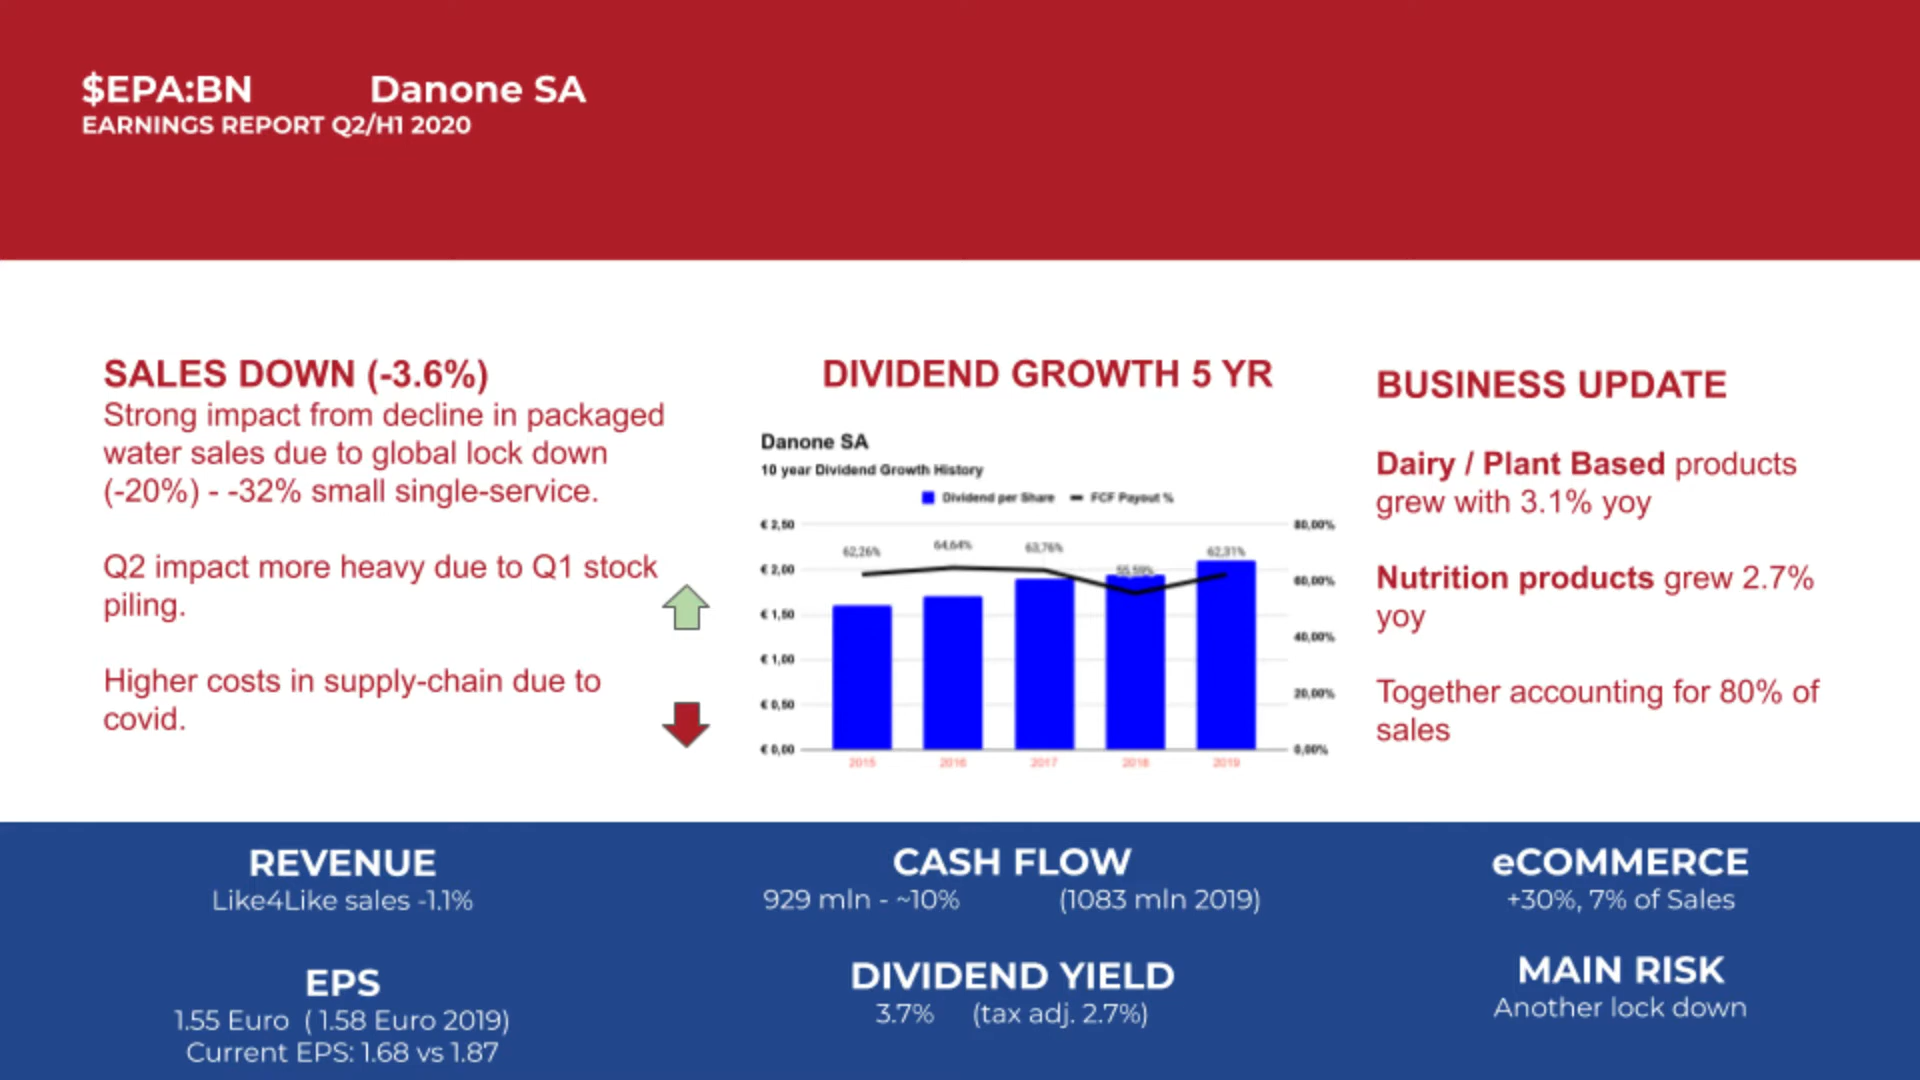 $EPA:BN Danone SA
EARNINGS REPORT Q2/H1 2020
SALES DOWN (-3.6%)
Strong impact from decline in packaged
water sales due to global lock down
(-20%) - -32% small single-service.
Q2 impact more heavy due to Q1 stock
piling.
Higher costs in supply-chain due to
covid.
DIVIDEND GROWTH 5 YR
Danone SA
10 year Dividend Growth History
Dividend per Share FCF Payout %
€ 2,50
€ 2,00
€ 1,50
€ 1,00
€ 0,50
€ 0,00
62,26%
64,64%
63,76%
55,59%
62,31%
80,00%
60,00%
40,00%
20,00%
0,00%
2015 2016 2017 2018 2019
BUSINESS UPDATE
Dairy / Plant Based products
grew with 3.1% yoy
Nutrition products grew 2.7%
yoy
Together accounting for 80% of
sales
REVENUE
Like4Like sales -1.1%
EPS
1.55 Euro ( 1.58 Euro 2019)
Current EPS: 1.68 vs 1.87
CASH FLOW
929 mln - ~10% (1083 mln 2019)
DIVIDEND YIELD
3.7% (tax adj. 2.7%)
eCOMMERCE
+30%, 7% of Sales
MAIN RISK
Another lock down